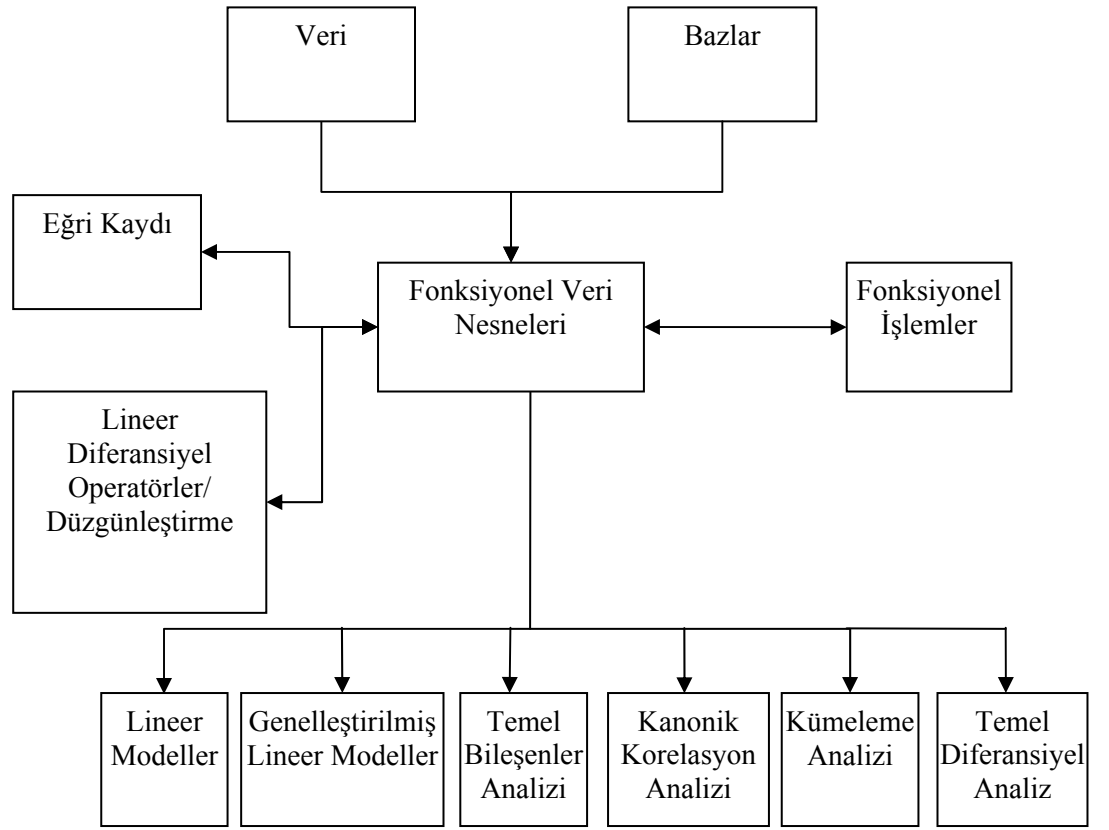 Veri
Bazlar
Eğri Kaydı
Fonksiyonel Veri
Nesneleri
Fonksiyonel
İşlemler
Lineer
Diferansiyel
Operatörler/
Düzgünleştirme
Lineer
Modeller
Genelleştirilmiş
Lineer Modeller
Temel
Bileşenler
Analizi
Kanonik
Korelasyon
Analizi
Kümeleme
Analizi
Temel
Diferansiyel
Analiz